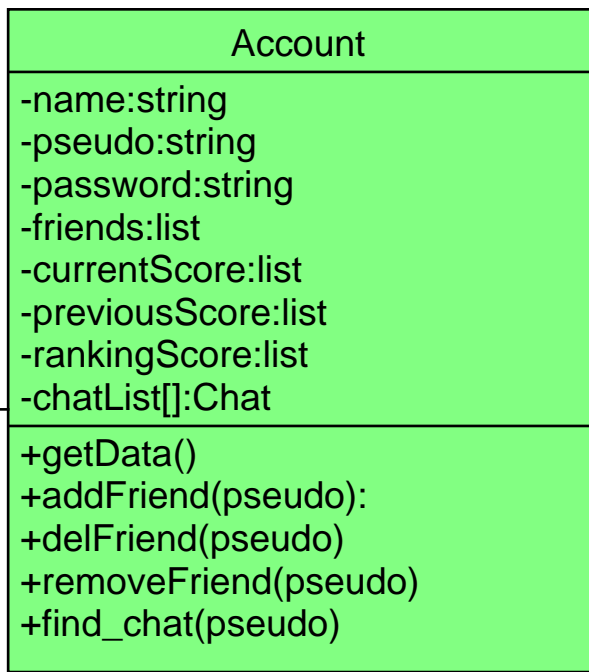 Account
-name:string
-pseudo:string
-password:string
-friends:list
-currentScore:list
-previousScore:list
-rankingScore:list
-chatList[]:Chat
+getData()
+addFriend(pseudo):
+delFriend(pseudo)
+removeFriend(pseudo)
+find_chat(pseudo)